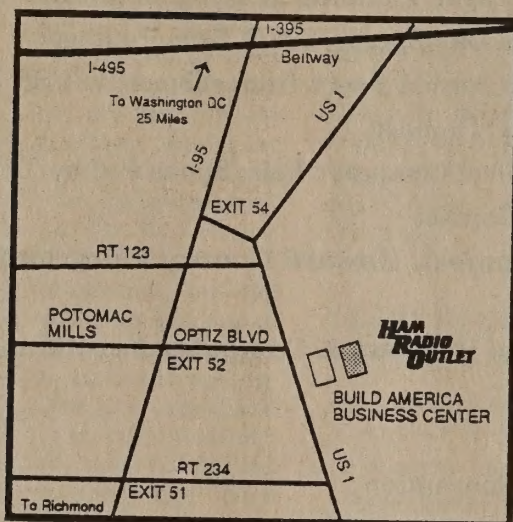 I-395
Beltway
I-495
To Washington DC
25 Miles
US 1
I-95
EXIT 54
RT 123
POTOMAC
MILLS
OPTIZ BLVD
EXIT 52
HAM
RADIO
OUTLET
BUILD AMERICA
BUSINESS CENTER
US 1
RT 234
EXIT 51
To Richmond